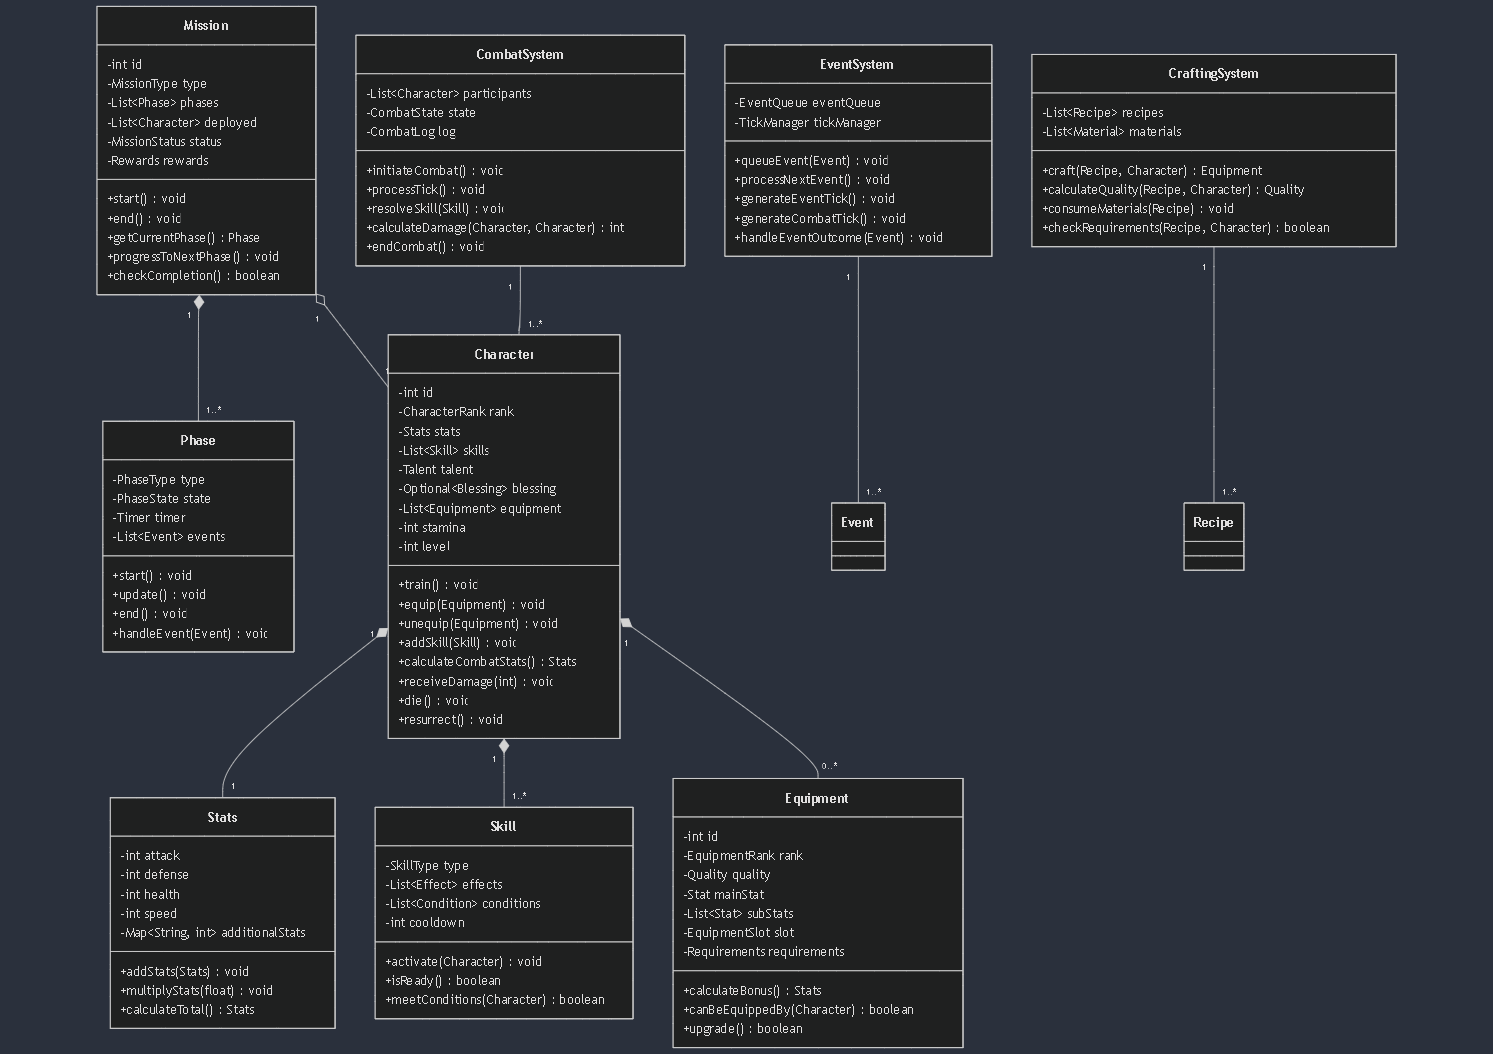 Mission
-int id
-MissionType type
-List<Phase> phases
-List<Character> deployed
-MissionStatus status
-Rewards rewards
+start() : void
+end() : void
+getCurrentPhase() : Phase
+progressToNextPhase() : void
+checkCompletion() : boolean
CombatSystem
-List<Character> participants
-CombatState state
-CombatLog log
+initiateCombat() : void
+processTick() : void
+resolveSkill(Skill) : void
+calculateDamage(Character, Character) : int
+endCombat() : void
EventSystem
-EventQueue eventQueue
-TickManager tickManager
+queueEvent(Event) : void
+processNextEvent() : void
+generateEventTick() : void
+generateCombatTick() : void
+handleEventOutcome(Event) : void
CraftingSystem
-List<Recipe> recipes
-List<Material> materials
+craft(Recipe, Character) : Equipment
+calculateQuality(Recipe, Character) : Quality
+consumeMaterials(Recipe) : void
+checkRequirements(Recipe, Character) : boolean
1
1
1
1
1
1..*
1..*
1..*
1..*
Character
-int id
-CharacterRank rank
-Stats stats
-List<Skill> skills
-Talent talent
-Optional<Blessing> blessing
-List<Equipment> equipment
-int stamina
-int level
+train() : void
+equip(Equipment) : void
+unequip(Equipment) : void
+addSkill(Skill) : void
+calculateCombatStats() : Stats
+receiveDamage(int) : void
+die() : void
+resurrect() : void
Phase
-PhaseType type
-PhaseState state
-Timer timer
-List<Event> events
+start() : void
+update() : void
+end() : void
+handleEvent(Event) : void
Event
Recipe
1
1
1
1
1..*
0..*
Stats
-int attack
-int defense
-int health
-int speed
-Map<String, int> additionalStats
+addStats(Stats) : void
+multiplyStats(float) : void
+calculateTotal() : Stats
Skill
-SkillType type
-List<Effect> effects
-List<Condition> conditions
-int cooldown
+activate(Character) : void
+isReady() : boolean
+meetConditions(Character) : boolean
Equipment
-int id
-EquipmentRank rank
-Quality quality
-Stat mainStat
-List<Stat> subStats
-EquipmentSlot slot
-Requirements requirements
+calculateBonus() : Stats
+canBeEquippedBy(Character) : boolean
+upgrade() : boolean